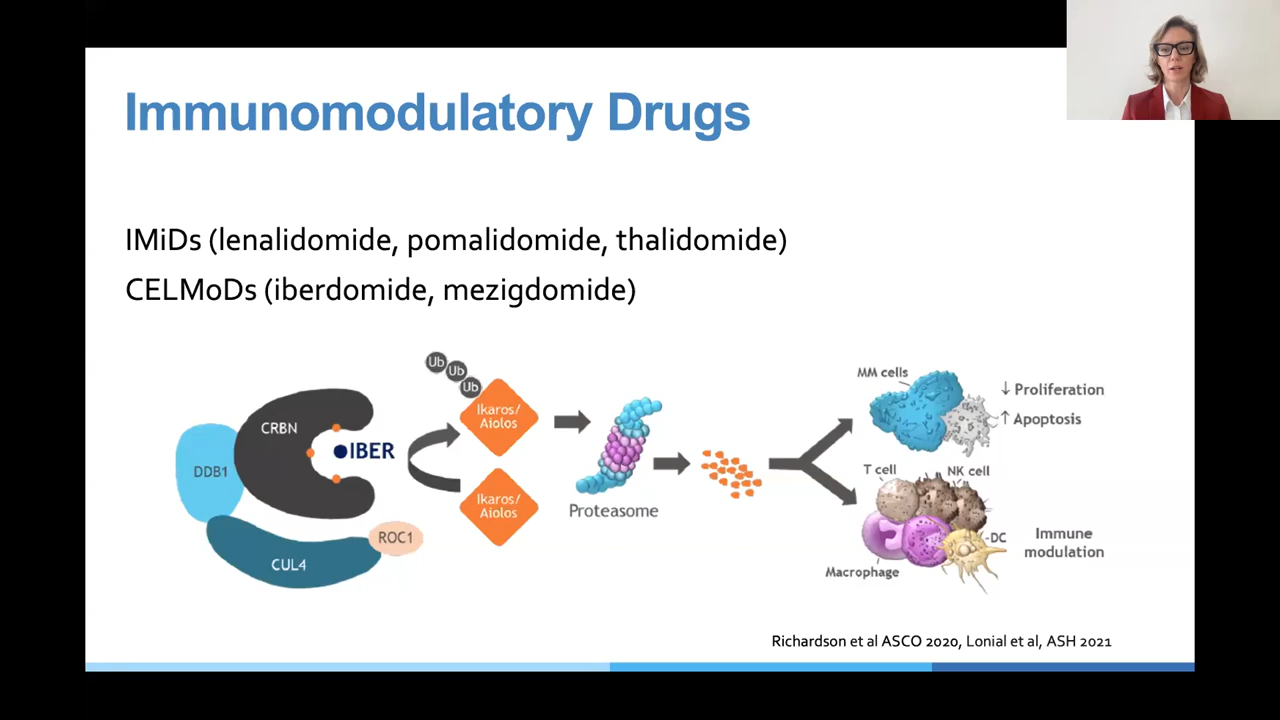 Immunomodulatory Drugs
IMiDs (lenalidomide, pomalidomide, thalidomide)
CELMoDs (iberdomide, mezigdomide)
Ub
Ub
Ub
Ikaros/
Aiolos
CRBN
IBER
DDB1
Ikaros/
Aiolos
ROC1
CUL4
Proteasome
MM cells
↓ Proliferation
↑ Apoptosis
T cell
NK cell
DC
Macrophage
Immune
modulation
Richardson et al ASCO 2020, Lonial et al, ASH 2021